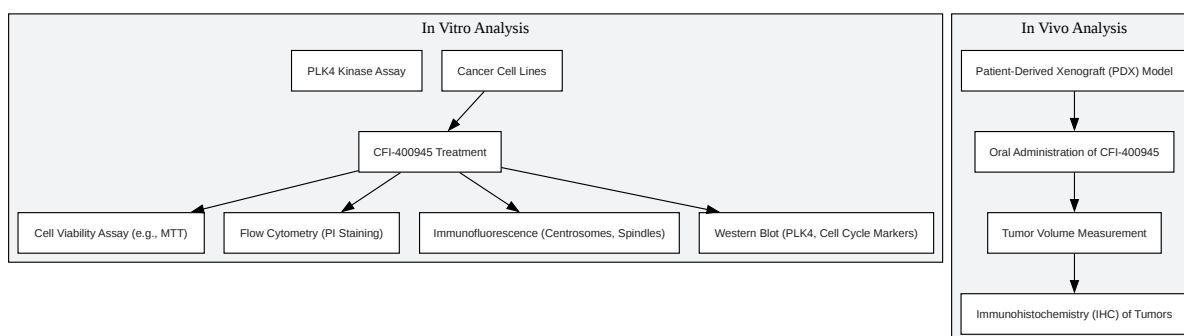 In Vitro Analysis
PLK4 Kinase Assay
Cancer Cell Lines
CFI-400945 Treatment
Cell Viability Assay (e.g., MTT)
Flow Cytometry (PI Staining)
Immunofluorescence (Centrosomes, Spindles)
Western Blot (PLK4, Cell Cycle Markers)
In Vivo Analysis
Patient-Derived Xenograft (PDX) Model
Oral Administration of CFI-400945
Tumor Volume Measurement
Immunohistochemistry (IHC) of Tumors